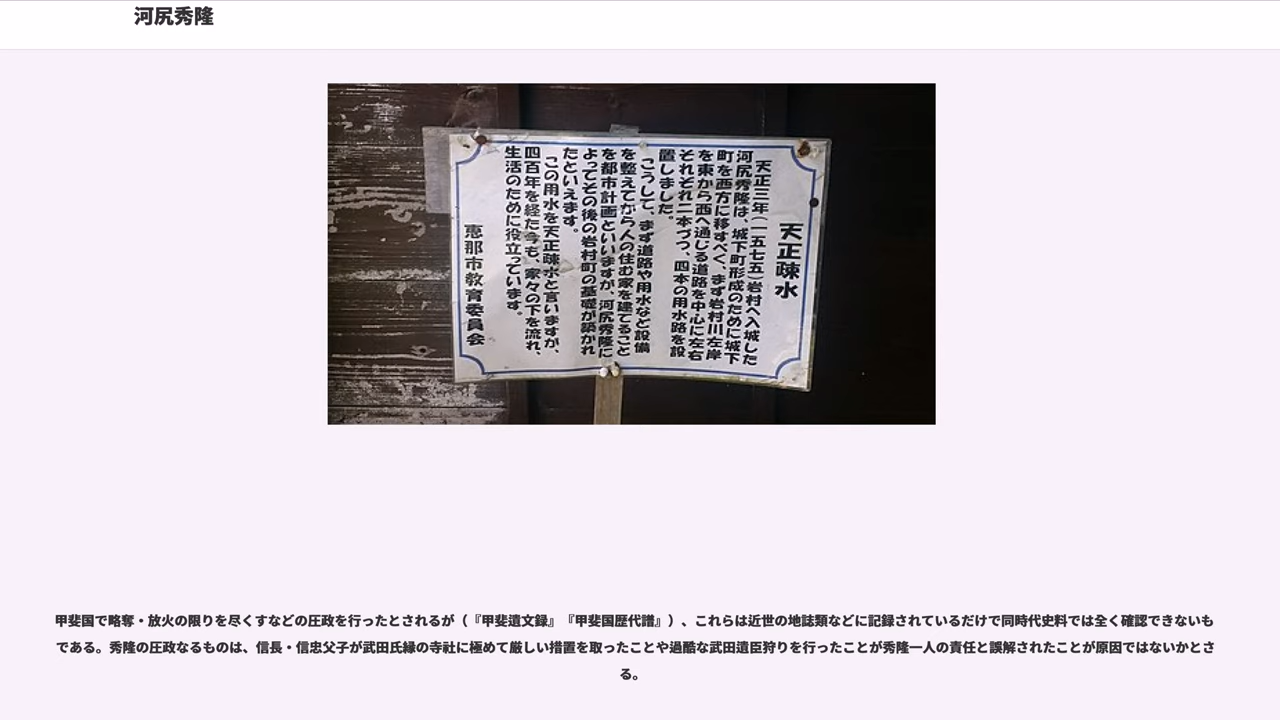 河尻秀隆
天正疎水
天正三年(一五七五)岩村へ入城した
河尻秀隆は、城下町形成のために城下
町を西方に移すべく、まず岩村川左岸
を東から西へ通じる道路を中心に左右
それぞれ二本づつ、四本の用水路を設
置しました。
こうして、まず道路や用水など設備
を整えてから人の住む家を建てること
を都市計画といいますが、河尻秀隆に
よってその後の岩村町の基礎が築かれ
たといえます。
この用水を天正疎水と言いますが、
四百年を経た今も、家々の下を流れ、
生活のために役立っています。
恵那市教育委員会
甲斐国で略奪・放火の限りを尽くすなどの圧政を行ったとされるが（『甲斐遺文録』『甲斐国歴代譜』）、これらは近世の地誌類などに記録されているだけで同時代史料では全く確認できないも
である。秀隆の圧政なるものは、信長・信忠父子が武田氏縁の寺社に極めて厳しい措置を取ったことや過酷な武田遺臣狩りを行ったことが秀隆一人の責任と誤解されたことが原因ではないかとさ
る。